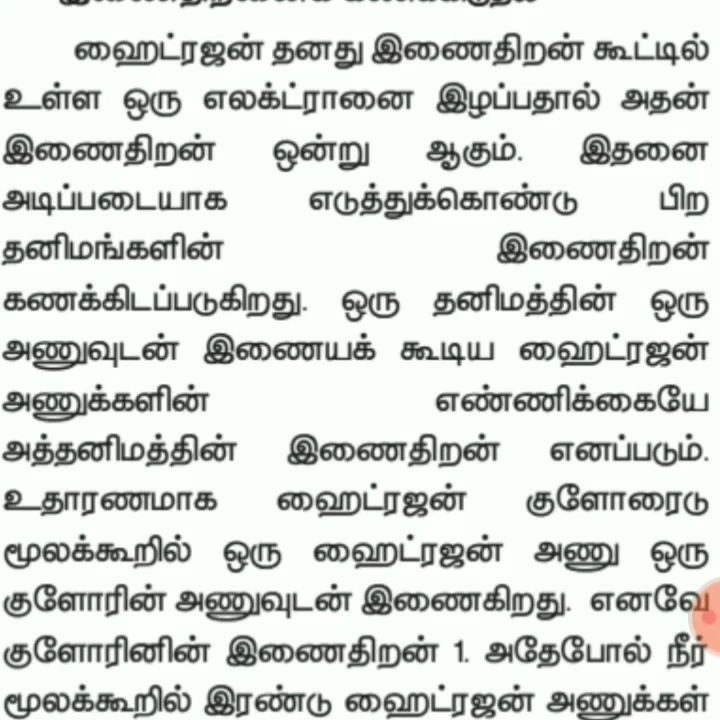 ஹைட்ரஜன் தனது இணைதிறன் கூட்டில்
உள்ள ஒரு எலக்ட்ரானை இழப்பதால் அதன்
இணைதிறன் ஒன்று ஆகும். இதனை
அடிப்படையாக எடுத்துக்கொண்டு பிற
தனிமங்களின் இணைதிறன்
கணக்கிடப்படுகிறது. ஒரு தனிமத்தின் ஒரு
அணுவுடன் இணையக் கூடிய ஹைட்ரஜன்
அணுக்களின் எண்ணிக்கையே
அத்தனிமத்தின் இணைதிறன் எனப்படும்.
உதாரணமாக ஹைட்ரஜன் குளோரைடு
மூலக்கூறில் ஒரு ஹைட்ரஜன் அணு ஒரு
குளோரின் அணுவுடன் இணைகிறது. எனவே
குளோரினின் இணைதிறன் 1. அதேபோல் நீர்
மூலக்கூறில் இரண்டு ஹைட்ரஜன் அணுக்கள்